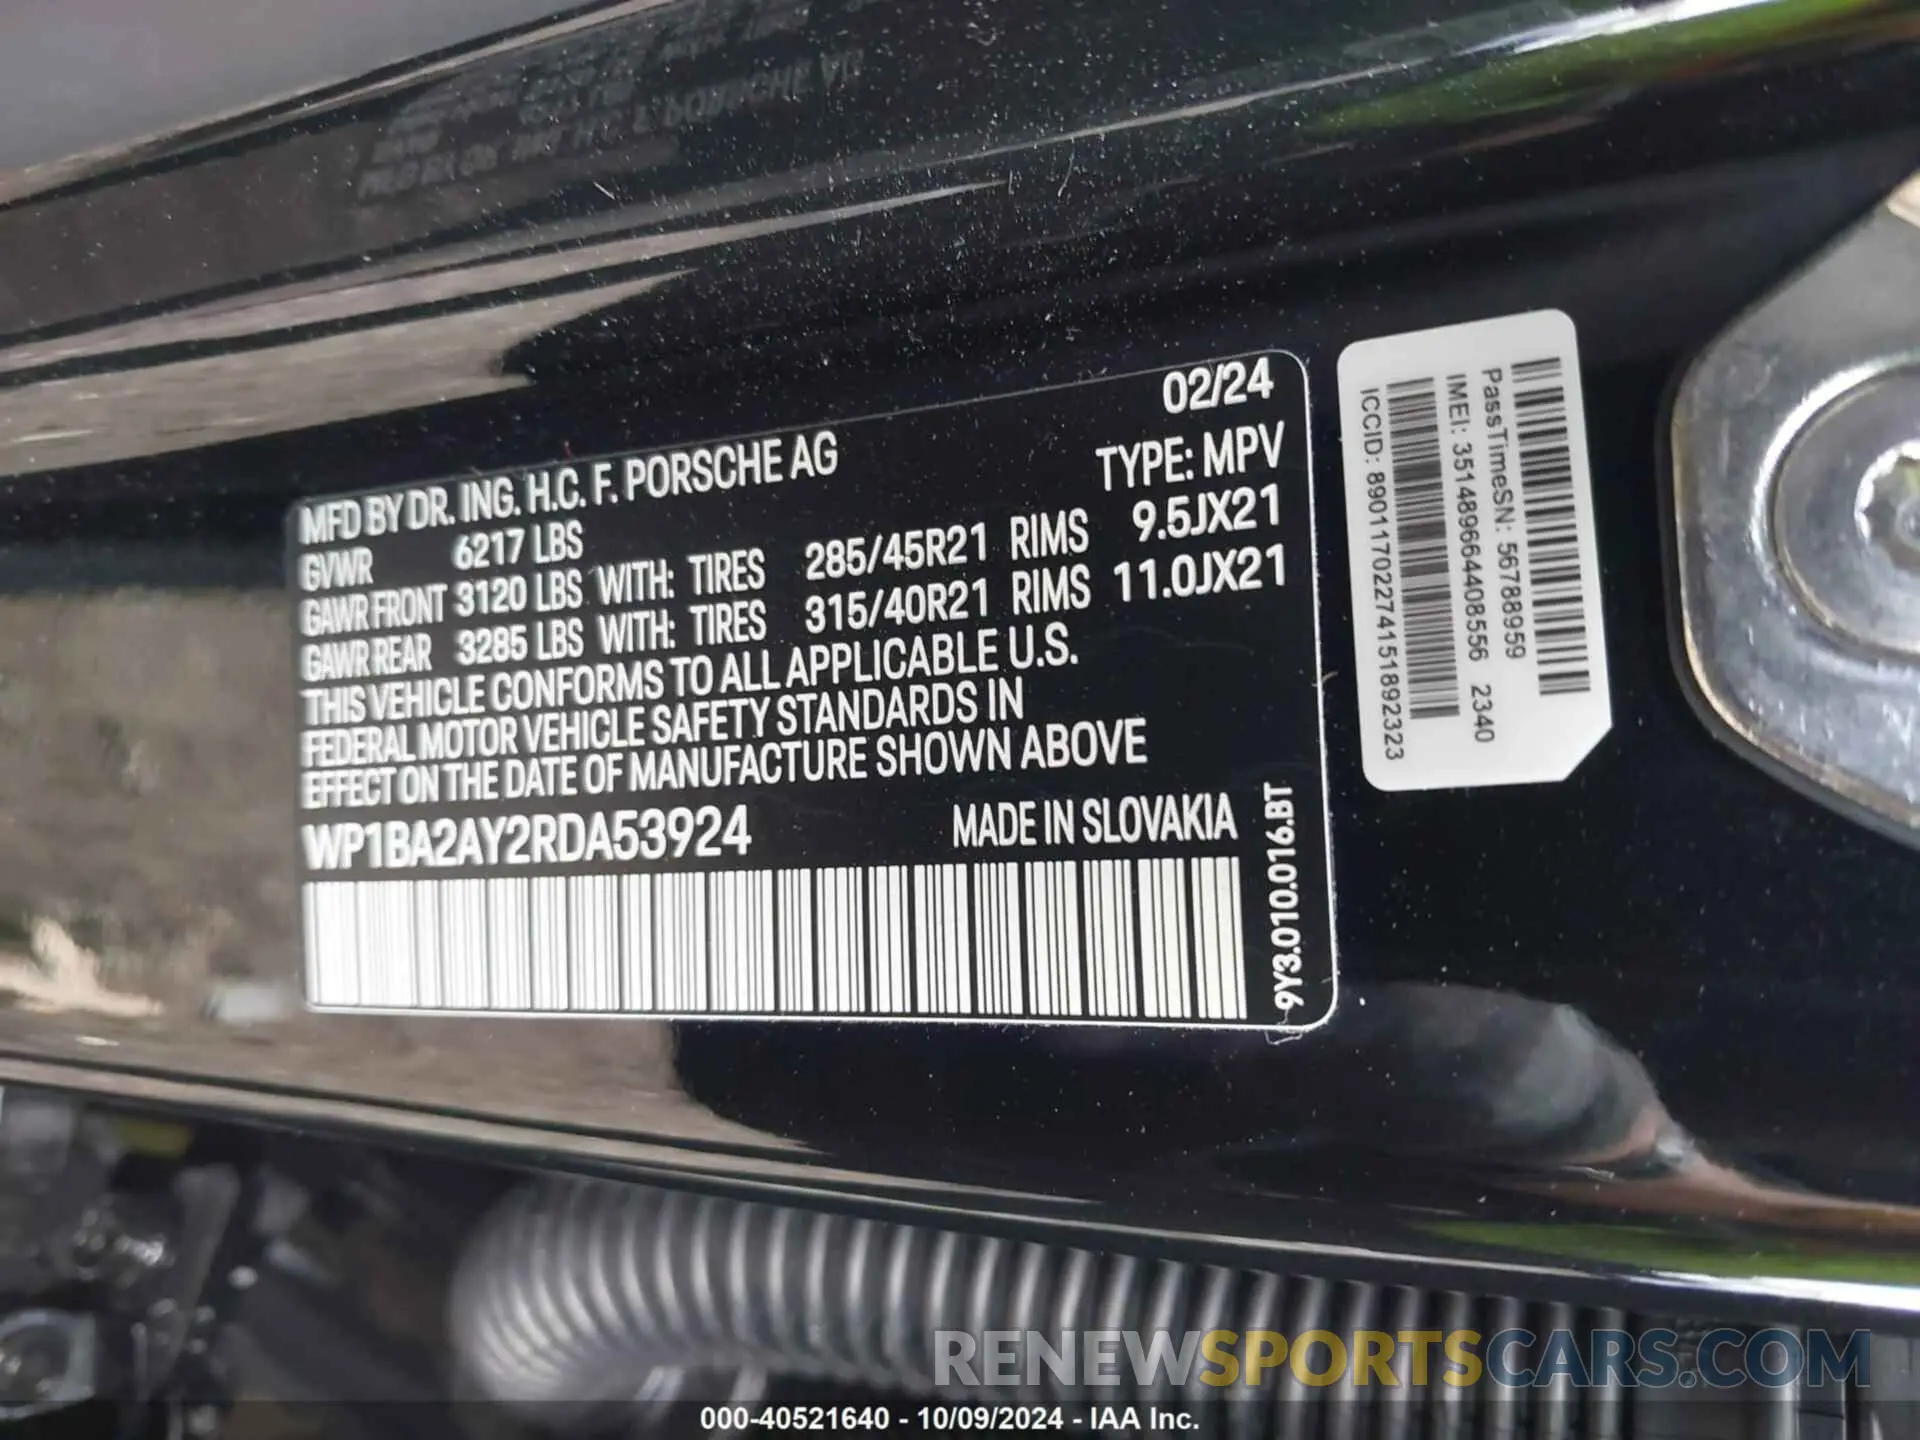 02/24
MFD BY DR. ING. H.C. F. PORSCHE AG TYPE: MPV
GVWR 6217 LBS
GAWR FRONT 3120 LBS WITH: TIRES 285/45R21 RIMS 9.5JX21
GAWR REAR 3285 LBS WITH: TIRES 315/40R21 RIMS 11.0JX21
THIS VEHICLE CONFORMS TO ALL APPLICABLE U.S.
FEDERAL MOTOR VEHICLE SAFETY STANDARDS IN
EFFECT ON THE DATE OF MANUFACTURE SHOWN ABOVE
WP1BA2AY2RDA53924 MADE IN SLOVAKIA
9Y3.010.016.BT
PassTimeSN: 567888959
IMEI: 351489664408556 2340
ICCID: 89011702274151892323
RENEWSPORTSCARS.COM
000-40521640 - 10/09/2024 - IAA Inc.